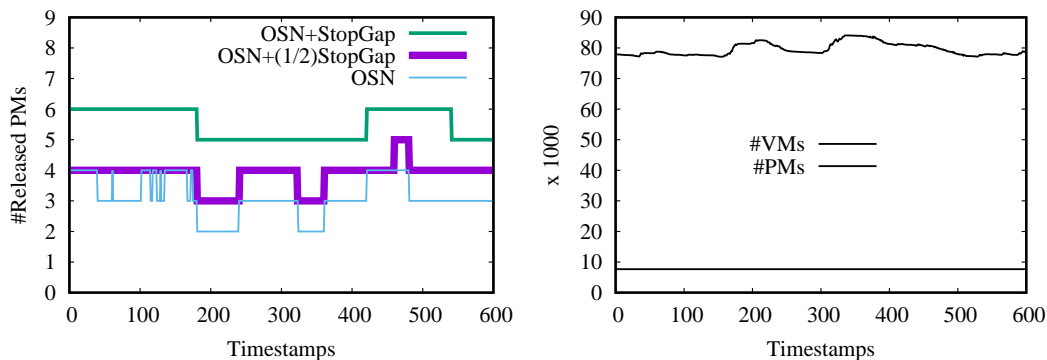 9
8
7
6
5
4
3
2
1
0
#Released PMs
OSN+StopGap
OSN+(1/2)StopGap
OSN
0 100 200 300 400 500 600
Timestamps
90
80
70
60
50
40
30
20
10
0
x 1000
#VMs
#PMs
0 100 200 300 400 500 600
Timestamps